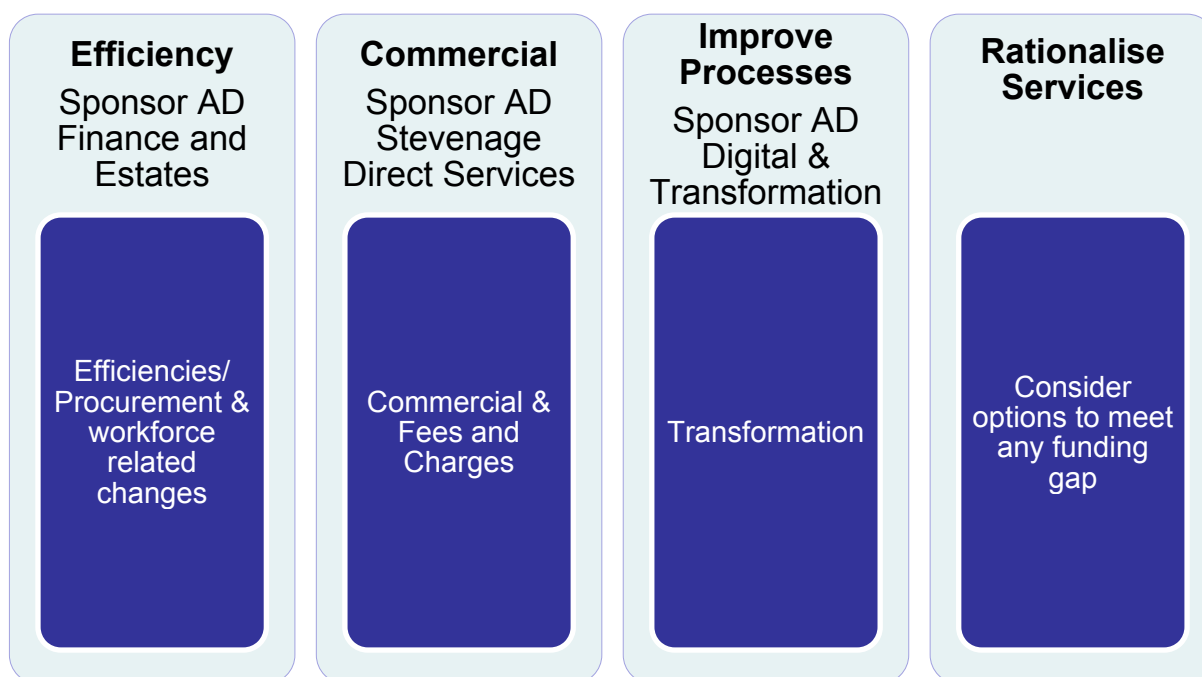 Efficiency
Sponsor AD
Finance and
Estates
Efficiencies/
Procurement &
workforce
related
changes
Commercial
Sponsor AD
Stevenage
Direct Services
Commercial &
Fees and
Charges
Improve
Processes
Sponsor AD
Digital &
Transformation
Transformation
Rationalise
Services
Consider
options to meet
any funding
gap